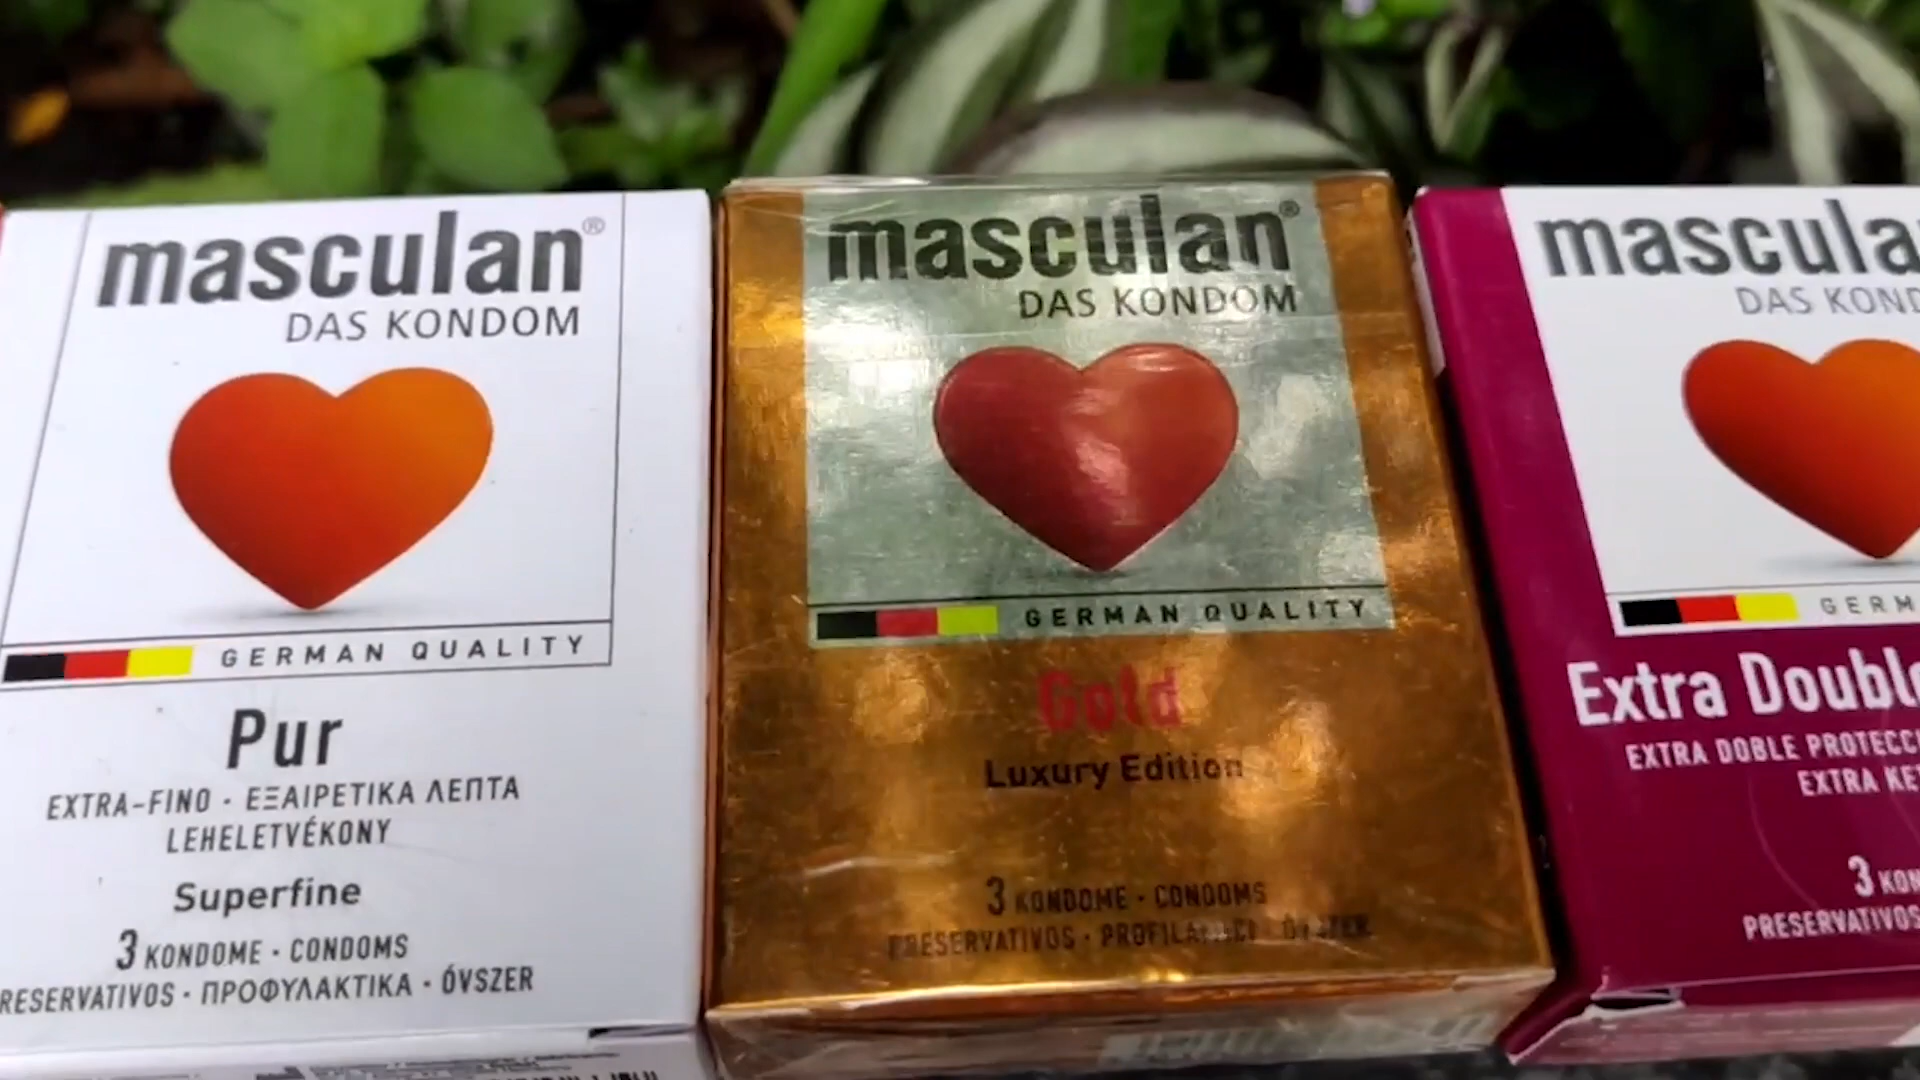 masculan®
DAS KONDOM
GERMAN QUALITY
Pur
EXTRA-FINO · ΕΞΑΙΡΕΤΙΚΑ ΛΕΠΤΑ
LEHELETVÉKONY
Superfine
3 KONDOME · CONDOMS
RESERVATIVOS · ΠΡΟΦΥΛΑΚΤΙΚΑ · ÓVSZER
masculan®
DAS KONDOM
GERMAN QUALITY
Gold
Luxury Edition
3 KONDOME · CONDOMS
PRESERVATIVOS
mascula
DAS KOND
GERM
Extra Double
EXTRA DOBLE PROTECCI
EXTRA KE
3 KON
PRESERVATIVOS